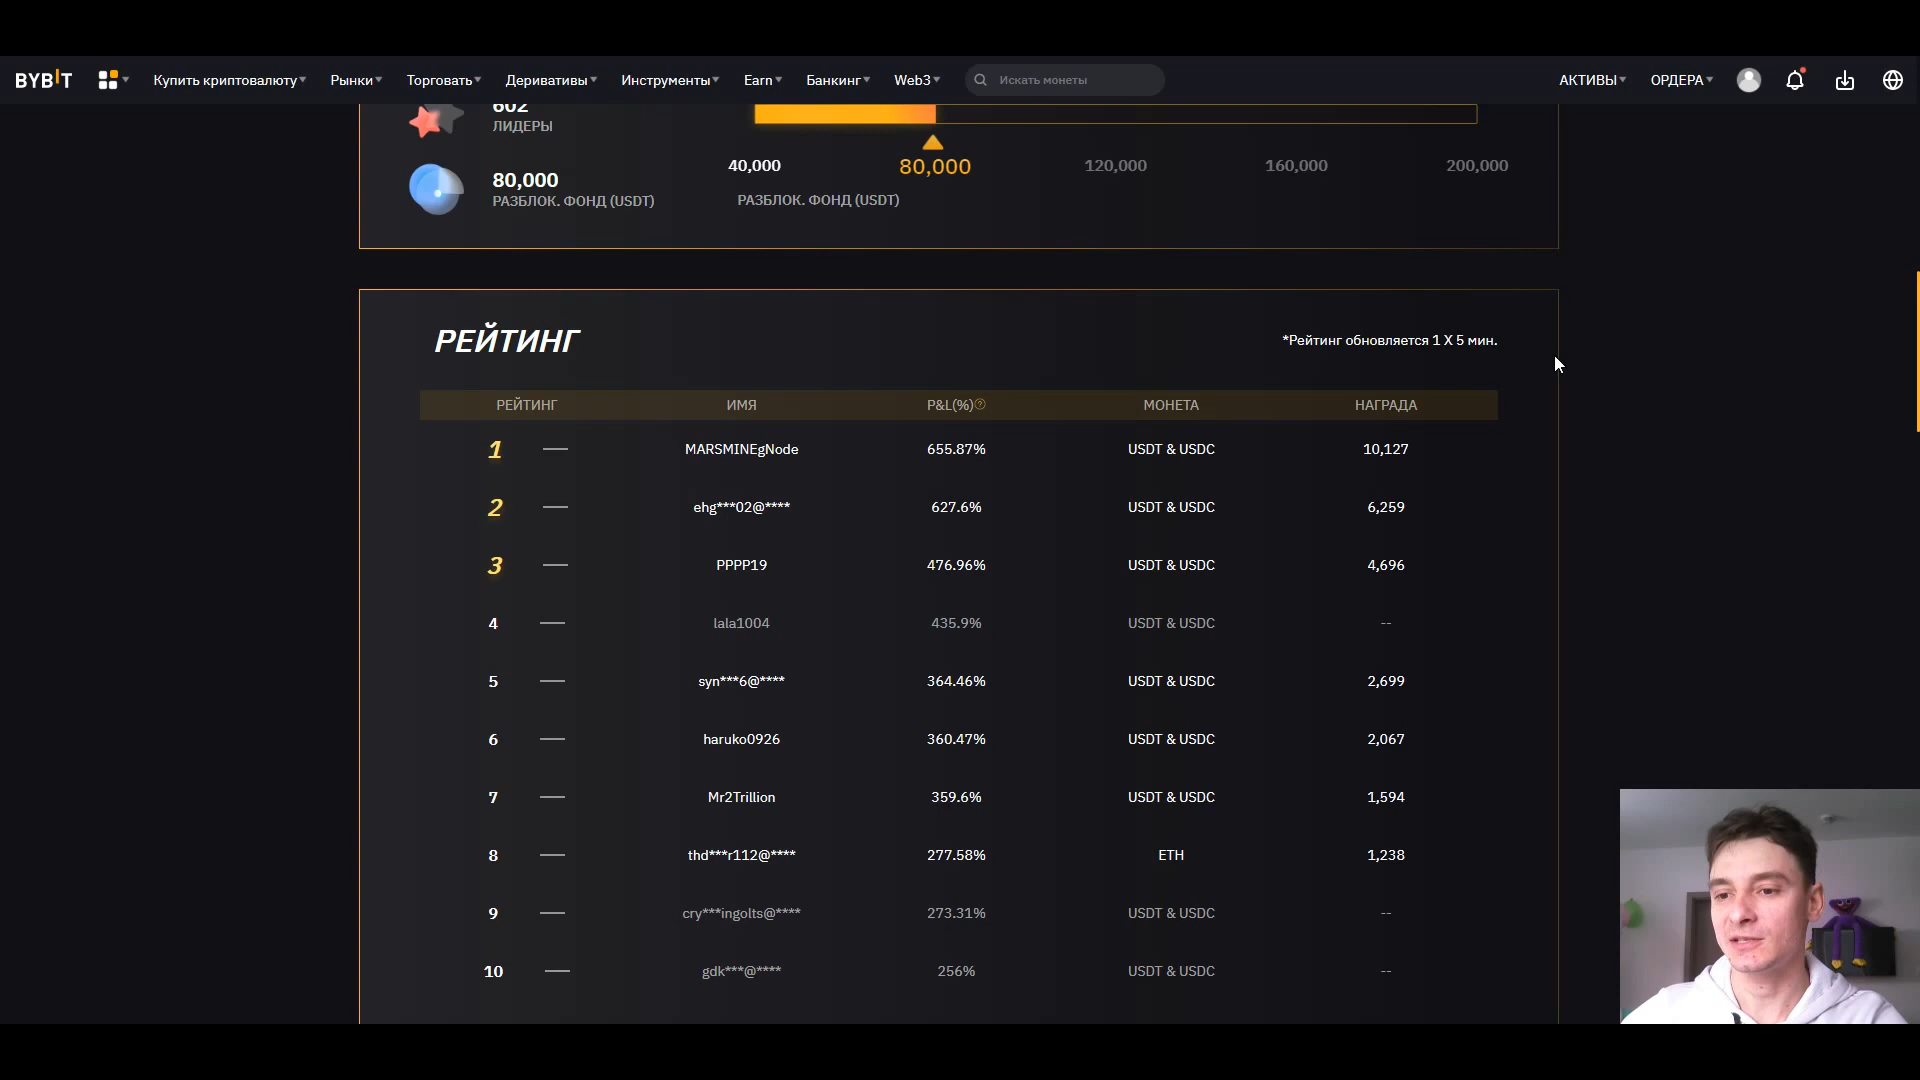 BYBIT Купить криптовалюту Рынки Торговать Деривативы Инструменты Earn Банкинг Web3 Искать монеты АКТИВЫ ОРДЕРА
602
ЛИДЕРЫ
40,000 80,000 120,000 160,000 200,000
80,000
РАЗБЛОК. ФОНД (USDT) РАЗБЛОК. ФОНД (USDT)
РЕЙТИНГ *Рейтинг обновляется 1 X 5 мин.
РЕЙТИНГ ИМЯ P&L(%) МОНЕТА НАГРАДА
1 MARSMINEgNode 655.87% USDT & USDC 10,127
2 ehg***02@**** 627.6% USDT & USDC 6,259
3 PPPP19 476.96% USDT & USDC 4,696
4 lala1004 435.9% USDT & USDC --
5 syn***6@**** 364.46% USDT & USDC 2,699
6 haruko0926 360.47% USDT & USDC 2,067
7 Mr2Trillion 359.6% USDT & USDC 1,594
8 thd***r112@**** 277.58% ETH 1,238
9 cry***ingolts@**** 273.31% USDT & USDC --
10 gdk***@**** 256% USDT & USDC --